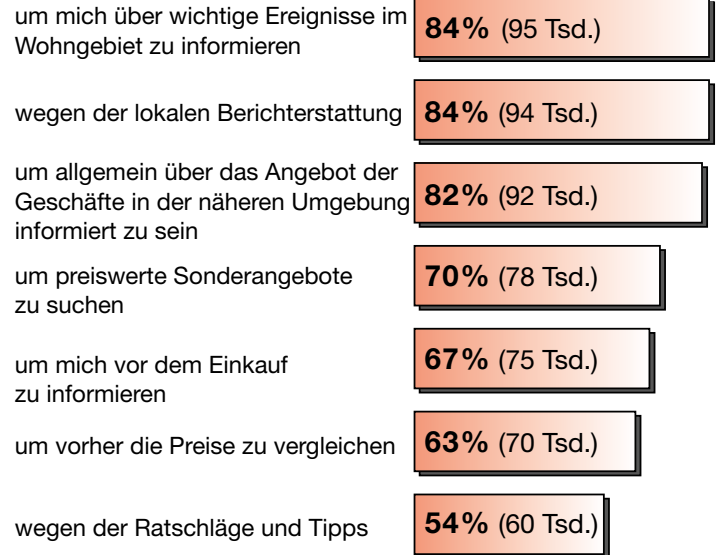 um mich über wichtige Ereignisse im
Wohngebiet zu informieren
84% (95 Tsd.)
wegen der lokalen Berichterstattung
84% (94 Tsd.)
um allgemein über das Angebot der
Geschäfte in der näheren Umgebung
informiert zu sein
82% (92 Tsd.)
um preiswerte Sonderangebote
zu suchen
70% (78 Tsd.)
um mich vor dem Einkauf
zu informieren
67% (75 Tsd.)
um vorher die Preise zu vergleichen
63% (70 Tsd.)
wegen der Ratschläge und Tipps
54% (60 Tsd.)